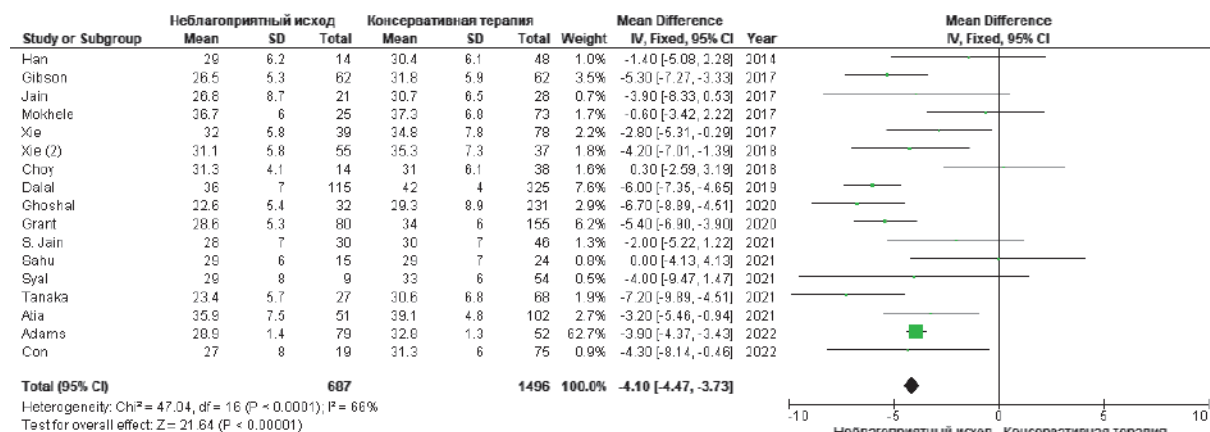 Неблагоприятный исход Консервативная терапия Mean Difference Mean Difference
Study or Subgroup Mean SD Total Mean SD Total Weight IV, Fixed, 95% CI Year IV, Fixed, 95% CI
Han 29 6.2 14 30.4 6.1 48 1.0% -1.40 [-5.08, 2.28] 2014
Gibson 26.5 5.3 62 31.8 5.9 62 3.5% -5.30 [-7.27, -3.33] 2017
Jain 26.8 8.7 21 30.7 6.5 28 0.7% -3.90 [-8.33, 0.53] 2017
Mokhele 36.7 6 25 37.3 6.8 73 1.7% -0.60 [-3.42, 2.22] 2017
Xie 32 5.8 39 34.8 7.8 78 2.2% -2.80 [-5.31, -0.29] 2017
Xie (2) 31.1 5.8 55 35.3 7.3 37 1.8% -4.20 [-7.01, -1.39] 2018
Choy 31.3 4.1 14 31 6.1 38 1.6% 0.30 [-2.59, 3.19] 2018
Dalal 36 7 115 42 4 325 7.6% -6.00 [-7.35, -4.65] 2019
Ghoshal 22.6 5.4 32 29.3 8.9 231 2.9% -6.70 [-8.89, -4.51] 2020
Grant 28.6 5.3 80 34 6 155 6.2% -5.40 [-6.90, -3.90] 2020
S. Jain 28 7 30 30 7 46 1.3% -2.00 [-5.22, 1.22] 2021
Sahu 29 6 15 29 7 24 0.8% 0.00 [-4.13, 4.13] 2021
Syal 29 8 9 33 6 54 0.5% -4.00 [-9.47, 1.47] 2021
Tanaka 23.4 5.7 27 30.6 6.8 68 1.9% -7.20 [-9.89, -4.51] 2021
Atia 35.9 7.5 51 39.1 4.8 102 2.7% -3.20 [-5.46, -0.94] 2021
Adams 28.9 1.4 79 32.8 1.3 52 62.7% -3.90 [-4.37, -3.43] 2022
Con 27 8 19 31.3 6 75 0.9% -4.30 [-8.14, -0.46] 2022
Total (95% CI) 687 1496 100.0% -4.10 [-4.47, -3.73]
Heterogeneity: Chi² = 47.04, df = 16 (P < 0.0001); I² = 66%
Test for overall effect: Z = 21.64 (P < 0.00001)
-10 -5 0 5 10
Неблагоприятный исход Консервативная терапия